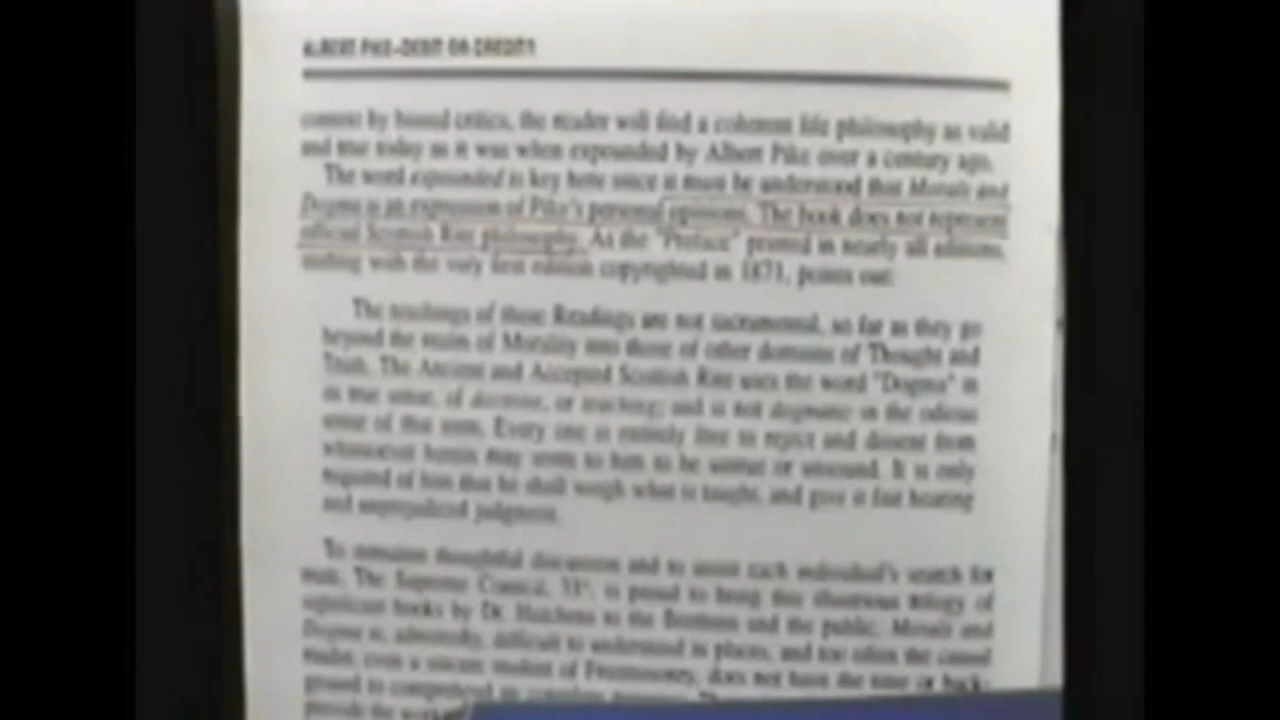 ALBERT PIKE-DEBIT OR CREDIT?
context by biased critics, the reader will find a coherent life philosophy as valid
and true today as it was when expounded by Albert Pike over a century ago.
The word expounded is key here since it must be understood that Morals and
Dogma is an expression of Pike's personal opinions. The book does not represent
official Scottish Rite philosophy. As the "Preface" printed in nearly all editions,
starting with the very first edition copyrighted in 1871, points out:
The teachings of these Readings are not sacramental, so far as they go
beyond the realm of Morality into those of other domains of Thought and
Truth. The Ancient and Accepted Scottish Rite uses the word "Dogma" in
its true sense, of doctrine, or teaching; and is not dogmatic in the odious
sense of that term. Every one is entirely free to reject and dissent from
whatsoever herein may seem to him to be untrue or unsound. It is only
required of him that he shall weigh what is taught, and give it fair hearing
and unprejudiced judgment.
To stimulate thoughtful discussion and to assist each individual's search for
truth, The Supreme Council, 33°, is proud to bring this illustrious trilogy of
significant books by Dr. Hutchens to the Brethren and the public. Morals and
Dogma is, admittedly, difficult to understand in places, and too often the casual
reader, even a sincere student of Freemasonry, does not have the time or back-
ground to comprehend its
provide the